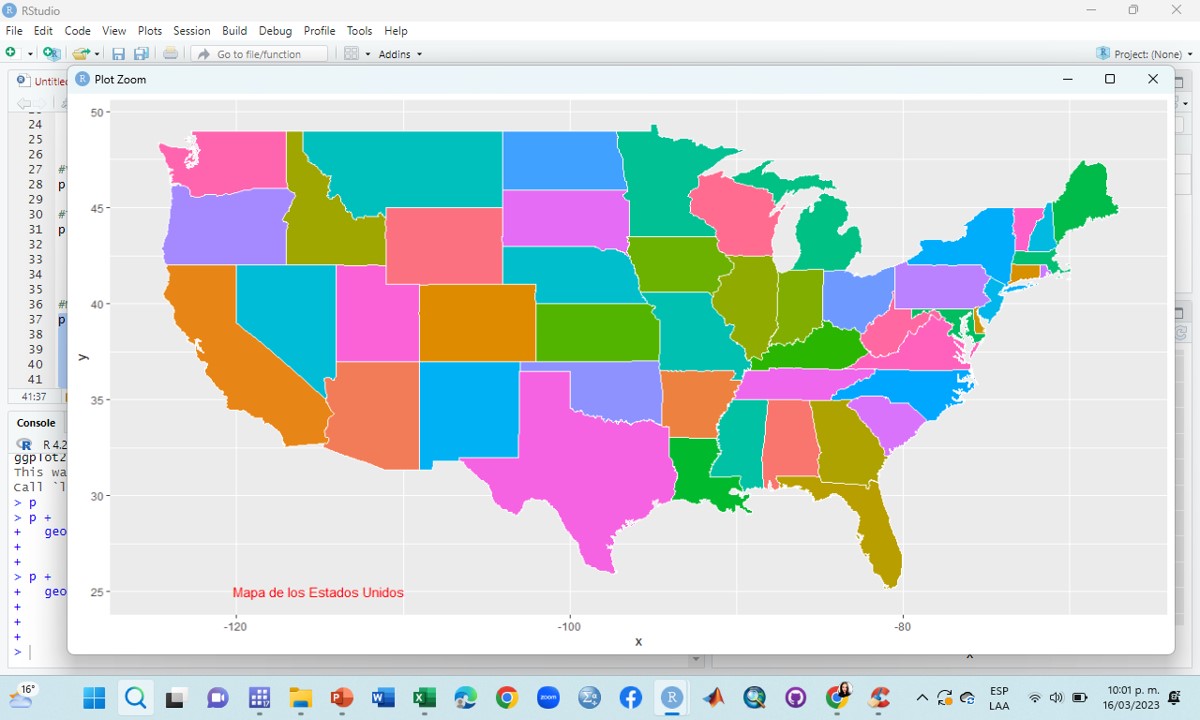 RStudio
File Edit Code View Plots Session Build Debug Profile Tools Help
Go to file/function Addins Project: (None)
Plot Zoom
24
25
26
27 #
28 p
29
30 #
31 p
32
33
34
35
36 #
37 p
38
39
40
41
41:37
Console
R 4.2
ggplot2
This wa
Call `l
> p
> p +
+ geo
+
+
> p +
+ geo
+
+
+
>
50
45
40
35
30
25
y
Mapa de los Estados Unidos
-120 -100 -80
x
x
16°
zoom
ESP
LAA
10:01 p. m.
16/03/2023